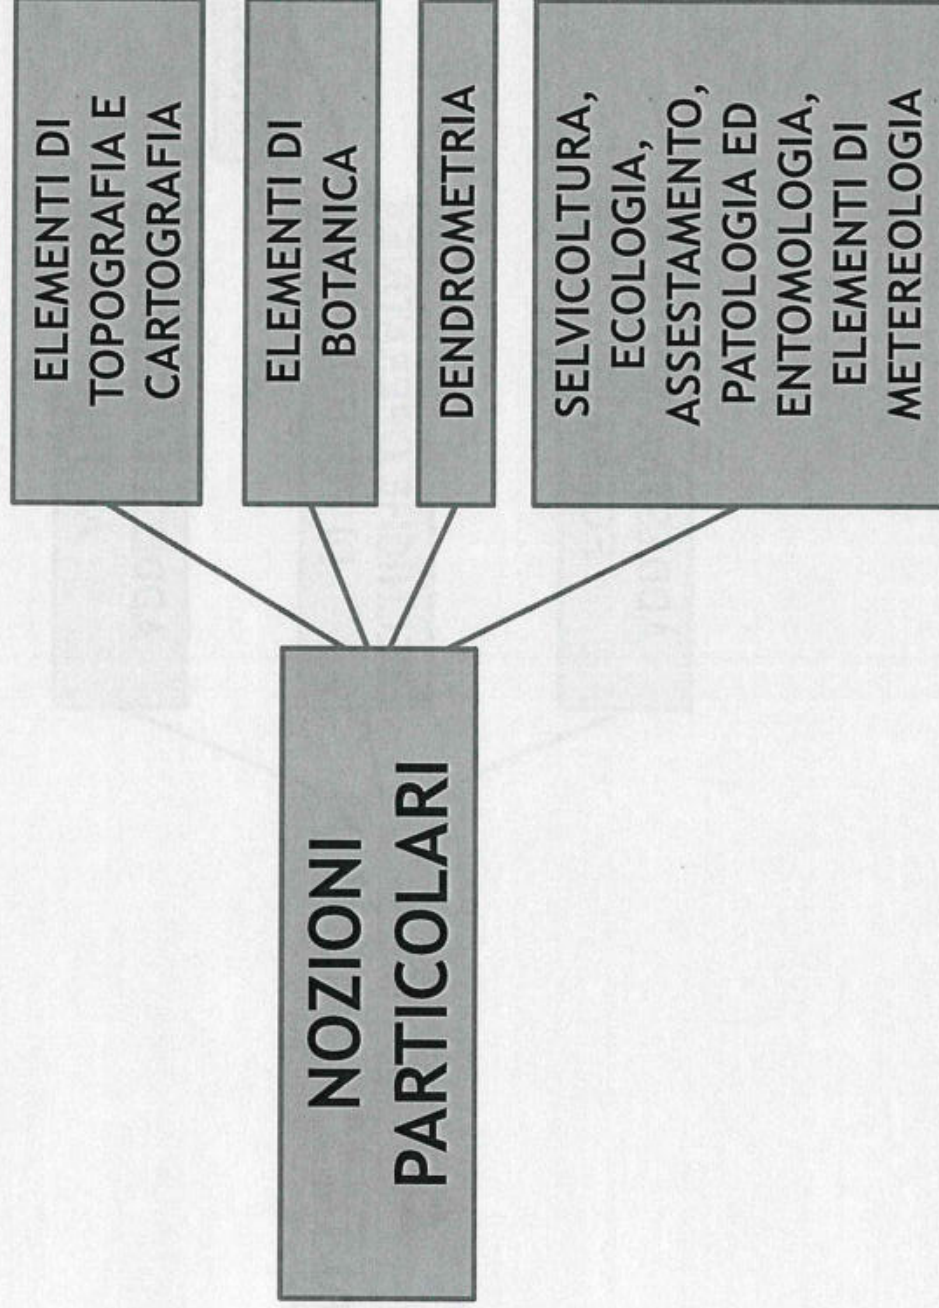 NOZIONI
PARTICOLARI
ELEMENTI DI
TOPOGRAFIA E
CARTOGRAFIA
ELEMENTI DI
BOTANICA
DENDROMETRIA
SELVICOLTURA,
ECOLOGIA,
ASSESTAMENTO,
PATOLOGIA ED
ENTOMOLOGIA,
ELEMENTI DI
METEREOLOGIA